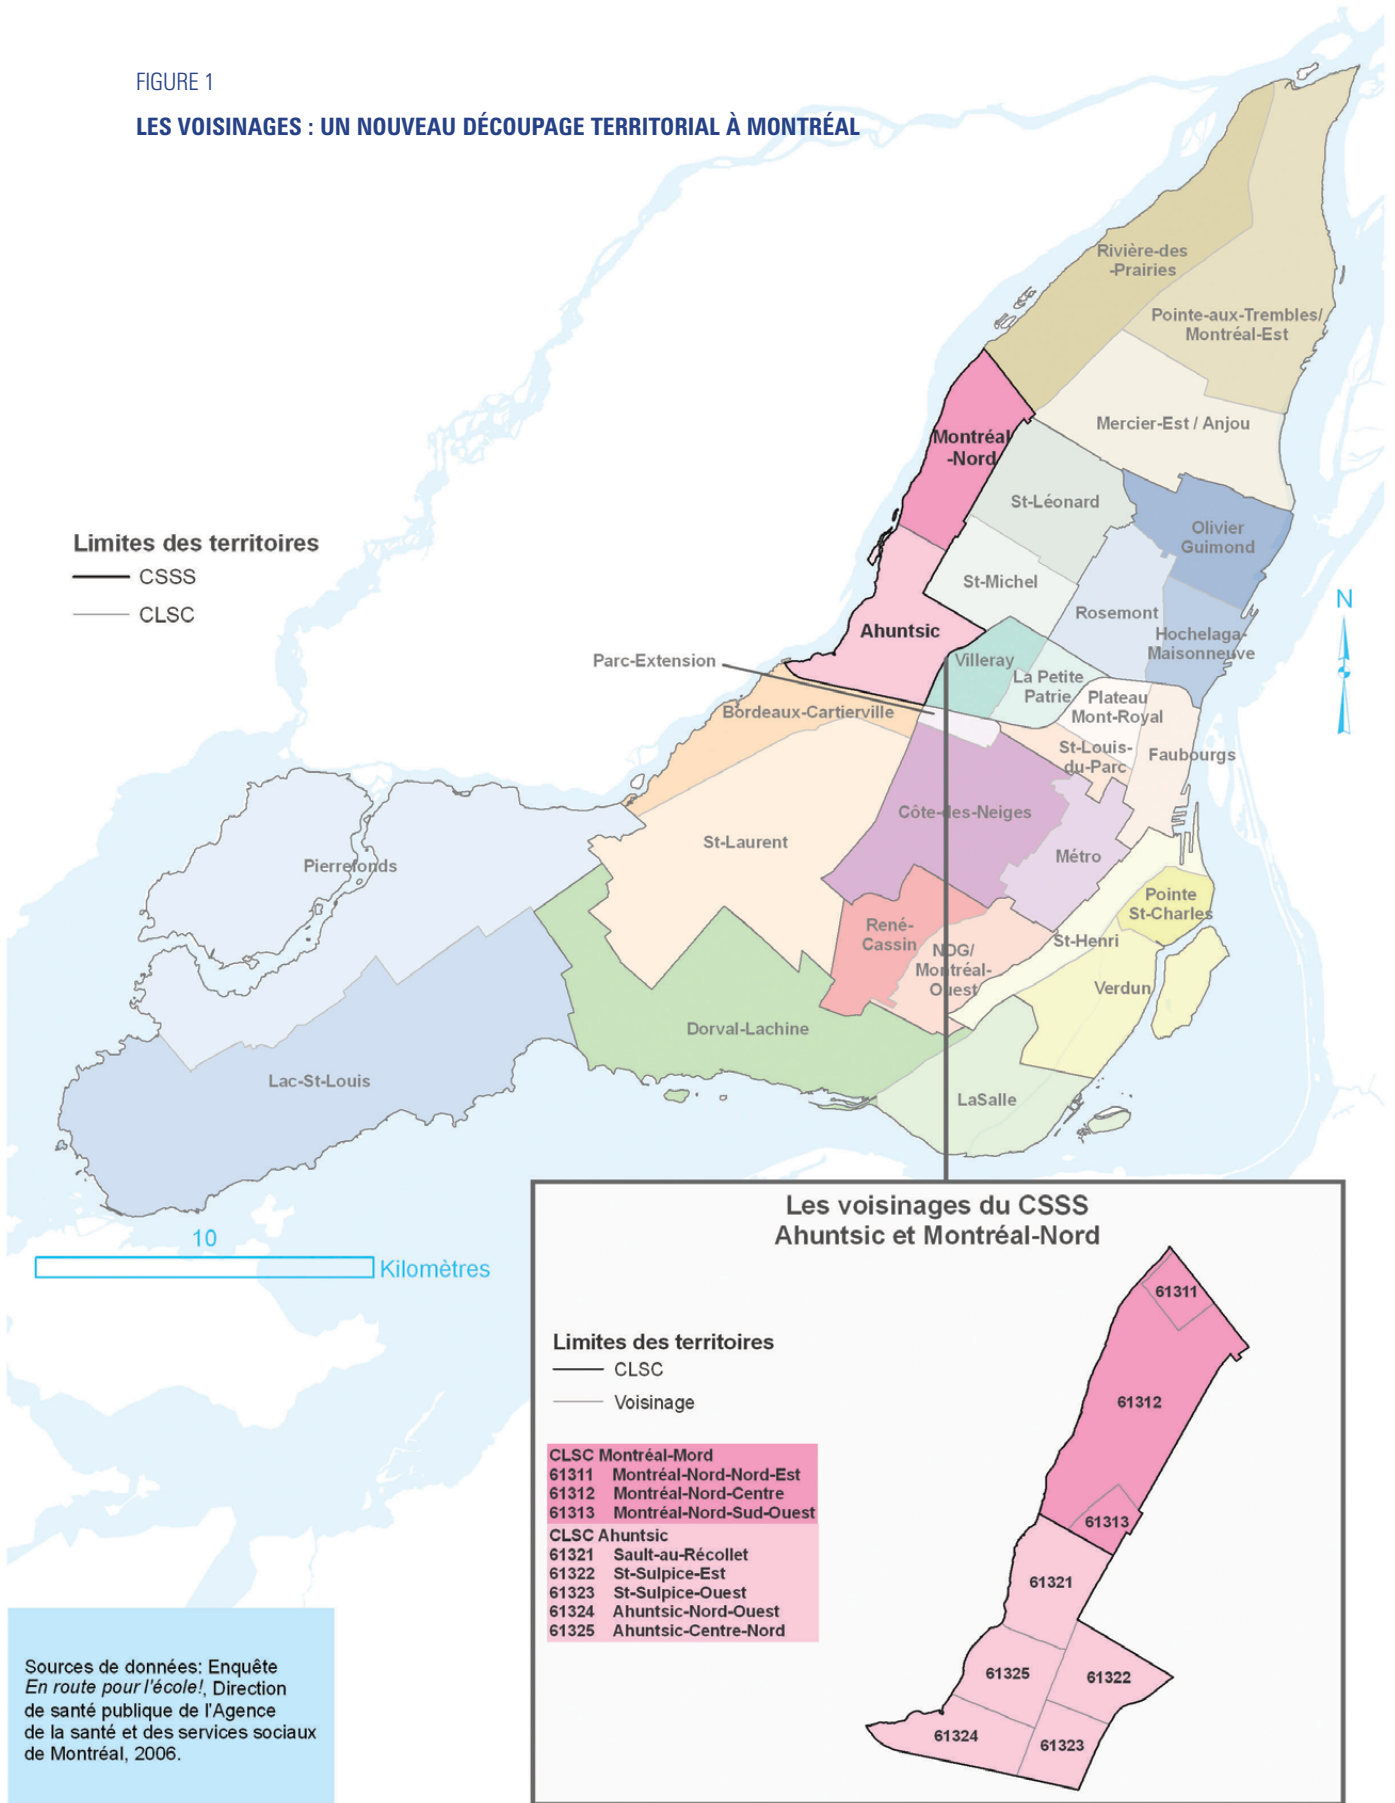 FIGURE 1
LES VOISINAGES : UN NOUVEAU DÉCOUPAGE TERRITORIAL À MONTRÉAL
Rivière-des
-Prairies
Pointe-aux-Trembles/
Montréal-Est
Mercier-Est / Anjou
Montréal
-Nord
St-Léonard
Olivier
Guimond
Limites des territoires
CSSS
CLSC
St-Michel
Rosemont
N
Ahuntsic
Hochelaga-
Maisonneuve
Parc-Extension
Villeray
La Petite
Patrie
Plateau
Mont-Royal
Bordeaux-Cartierville
St-Louis-
du-Parc
Faubourgs
Côte-des-Neiges
St-Laurent
Métro
Pierrefonds
Pointe
St-Charles
René-
Cassin
St-Henri
NDG/
Montréal-
Ouest
Verdun
Dorval-Lachine
Lac-St-Louis
LaSalle
10
Kilomètres
Les voisinages du CSSS
Ahuntsic et Montréal-Nord
Limites des territoires
CLSC
Voisinage
CLSC Montréal-Mord
61311 Montréal-Nord-Nord-Est
61312 Montréal-Nord-Centre
61313 Montréal-Nord-Sud-Ouest
CLSC Ahuntsic
61321 Sault-au-Récollet
61322 St-Sulpice-Est
61323 St-Sulpice-Ouest
61324 Ahuntsic-Nord-Ouest
61325 Ahuntsic-Centre-Nord
61311
61312
61313
61321
61325
61322
61324
61323
Sources de données: Enquête
En route pour l'école!, Direction
de santé publique de l'Agence
de la santé et des services sociaux
de Montréal, 2006.